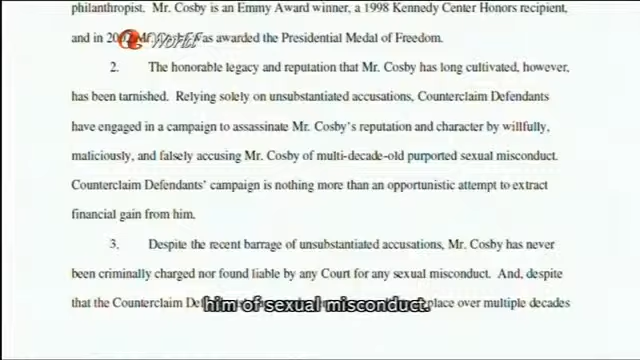 philanthropist. Mr. Cosby is an Emmy Award winner, a 1998 Kennedy Center Honors recipient,
and in 2002 Mr. Cosby was awarded the Presidential Medal of Freedom.
World
2. The honorable legacy and reputation that Mr. Cosby has long cultivated, however,
has been tarnished. Relying solely on unsubstantiated accusations, Counterclaim Defendants
have engaged in a campaign to assassinate Mr. Cosby's reputation and character by willfully,
maliciously, and falsely accusing Mr. Cosby of multi-decade-old purported sexual misconduct.
Counterclaim Defendants' campaign is nothing more than an opportunistic attempt to extract
financial gain from him.
3. Despite the recent barrage of unsubstantiated accusations, Mr. Cosby has never
been criminally charged nor found liable by any Court for any sexual misconduct. And, despite
that the Counterclaim place over multiple decades
him of sexual misconduct.